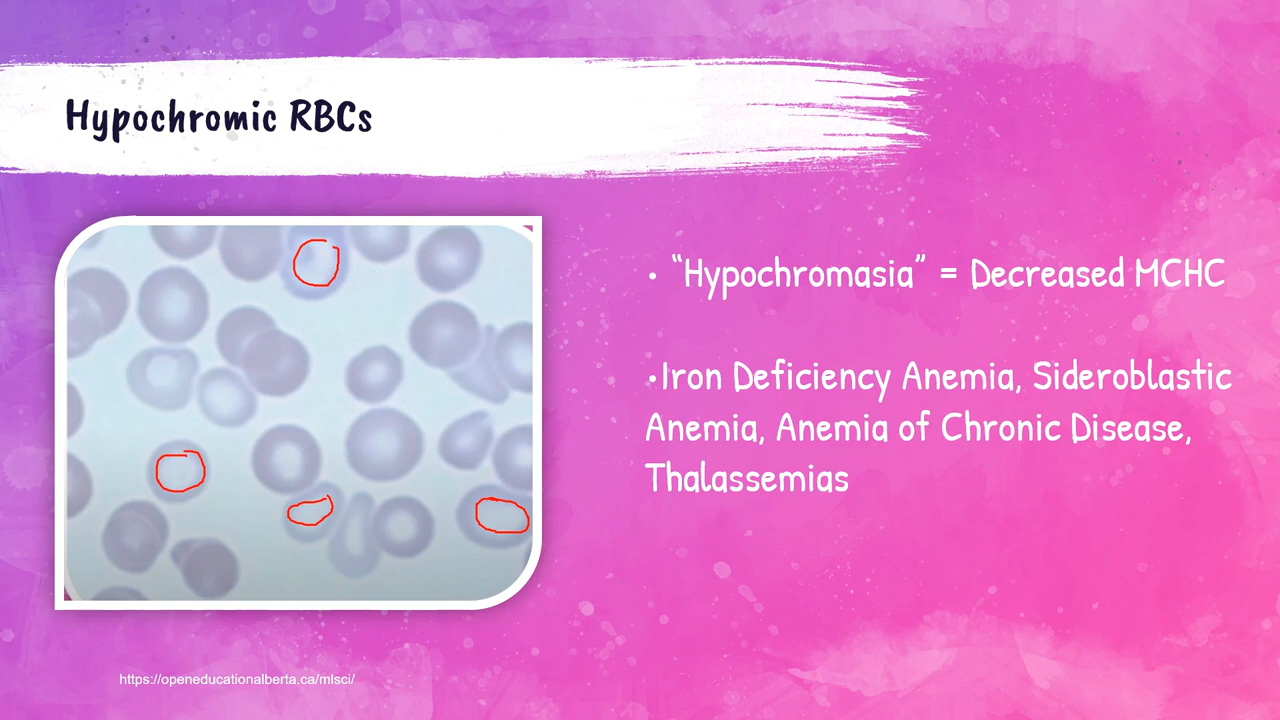 Hypochromic RBCs
• “Hypochromasia” = Decreased MCHC
•Iron Deficiency Anemia, Sideroblastic
Anemia, Anemia of Chronic Disease,
Thalassemias
https://openeducationalberta.ca/mlsci/